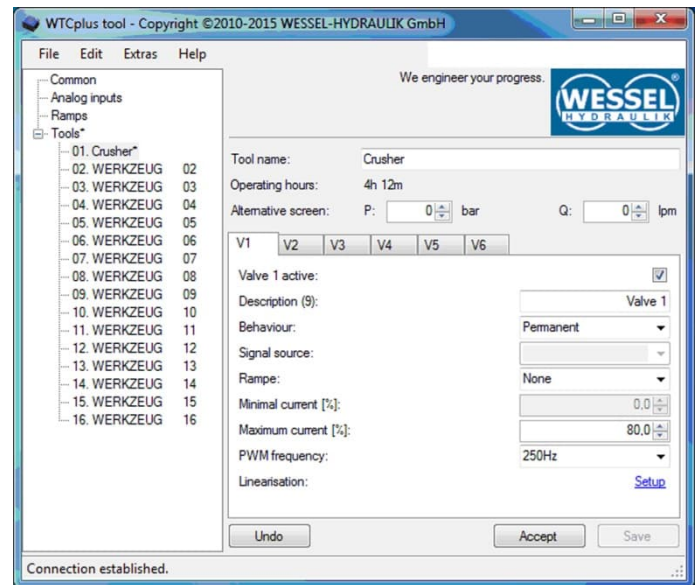 WTCplus tool - Copyright ©2010-2015 WESSEL-HYDRAULIK GmbH
File Edit Extras Help
Common
Analog inputs
Ramps
Tools*
01. Crusher*
02. WERKZEUG 02
03. WERKZEUG 03
04. WERKZEUG 04
05. WERKZEUG 05
06. WERKZEUG 06
07. WERKZEUG 07
08. WERKZEUG 08
09. WERKZEUG 09
10. WERKZEUG 10
11. WERKZEUG 11
12. WERKZEUG 12
13. WERKZEUG 13
14. WERKZEUG 14
15. WERKZEUG 15
16. WERKZEUG 16
We engineer your progress.
WESSEL®
HYDRAULIK
Tool name: Crusher
Operating hours: 4h 12m
Alternative screen: P: 0 bar Q: 0 lpm
V1 V2 V3 V4 V5 V6
Valve 1 active:
Description (9): Valve 1
Behaviour: Permanent
Signal source:
Rampe: None
Minimal current [%]: 0,0
Maximum current [%]: 80,0
PWM frequency: 250Hz
Linearisation: Setup
Undo Accept Save
Connection established.